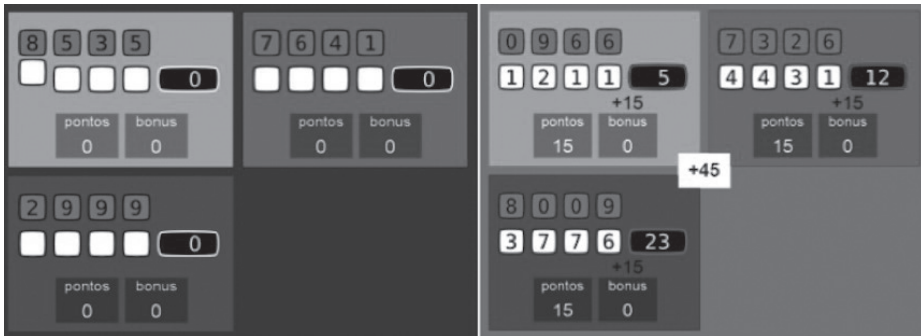 8 5 3 5
0
pontos bonus
0 0
7 6 4 1
0
pontos bonus
0 0
2 9 9 9
0
pontos bonus
0 0
0 9 6 6
1 2 1 1 5
+15
pontos bonus
15 0
7 3 2 6
4 4 3 1 12
+15
pontos bonus
15 0
+45
8 0 0 9
3 7 7 6 23
+15
pontos bonus
15 0